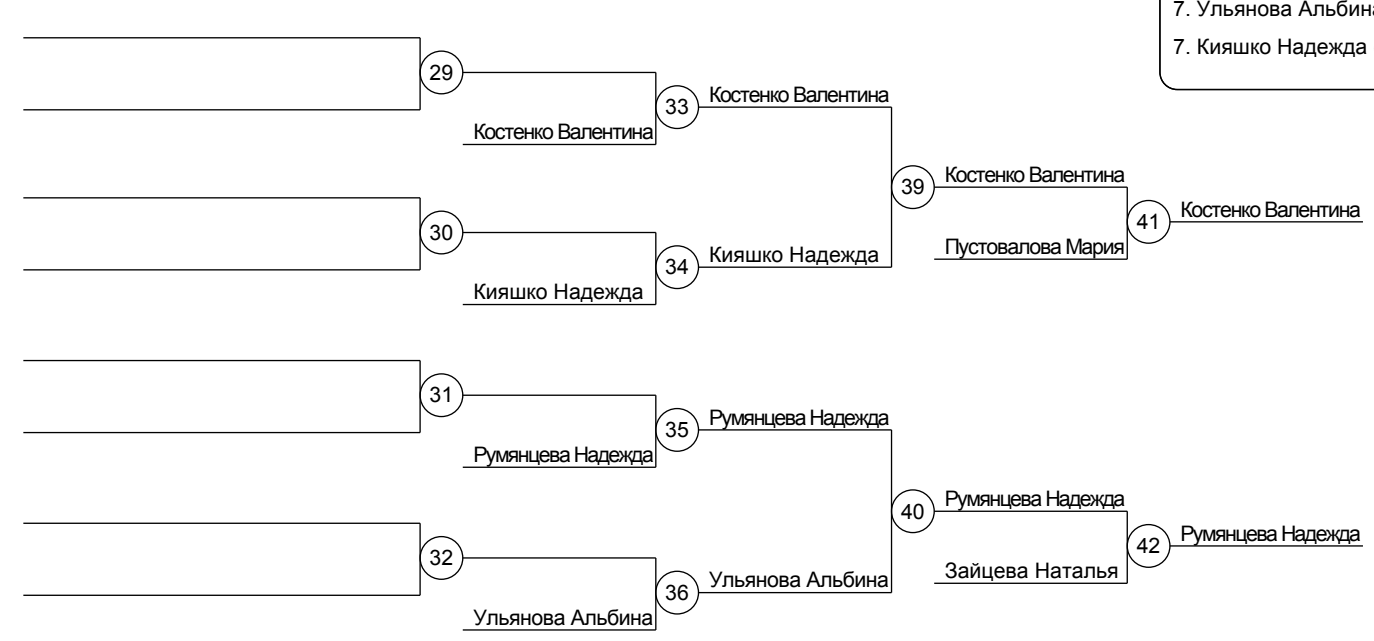 7. Ульянова Альбина
7. Кияшко Надежда
29
33
Костенко Валентина
Костенко Валентина
39
Костенко Валентина
41
Костенко Валентина
30
34
Кияшко Надежда
Пустовалова Мария
Кияшко Надежда
31
35
Румянцева Надежда
Румянцева Надежда
40
Румянцева Надежда
42
Румянцева Надежда
32
36
Ульянова Альбина
Зайцева Наталья
Ульянова Альбина